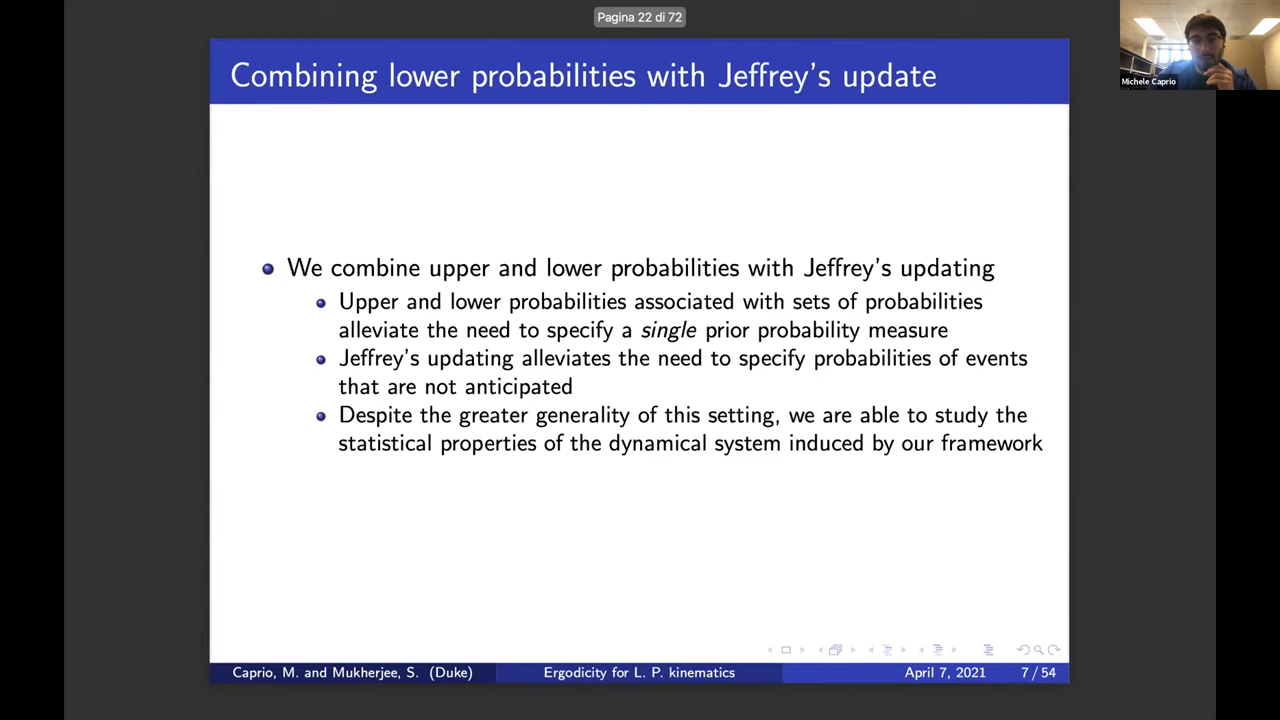 Pagina 22 di 72
Michele Caprio
Combining lower probabilities with Jeffrey's update
We combine upper and lower probabilities with Jeffrey's updating
Upper and lower probabilities associated with sets of probabilities
alleviate the need to specify a single prior probability measure
Jeffrey's updating alleviates the need to specify probabilities of events
that are not anticipated
Despite the greater generality of this setting, we are able to study the
statistical properties of the dynamical system induced by our framework
Caprio, M. and Mukherjee, S. (Duke) Ergodicity for L. P. kinematics April 7, 2021 7 / 54